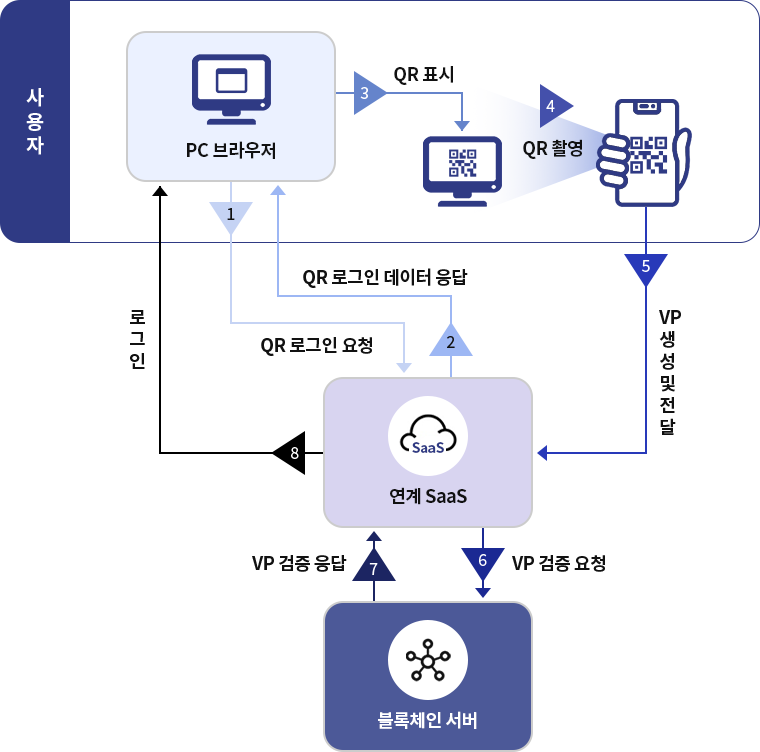 사용자
PC 브라우저
3
QR 표시
4
QR 촬영
1
5
QR 로그인 데이터 응답
로그인
VP 생성 및 전달
2
QR 로그인 요청
SaaS
연계 SaaS
8
VP 검증 응답
7
6
VP 검증 요청
블록체인 서버